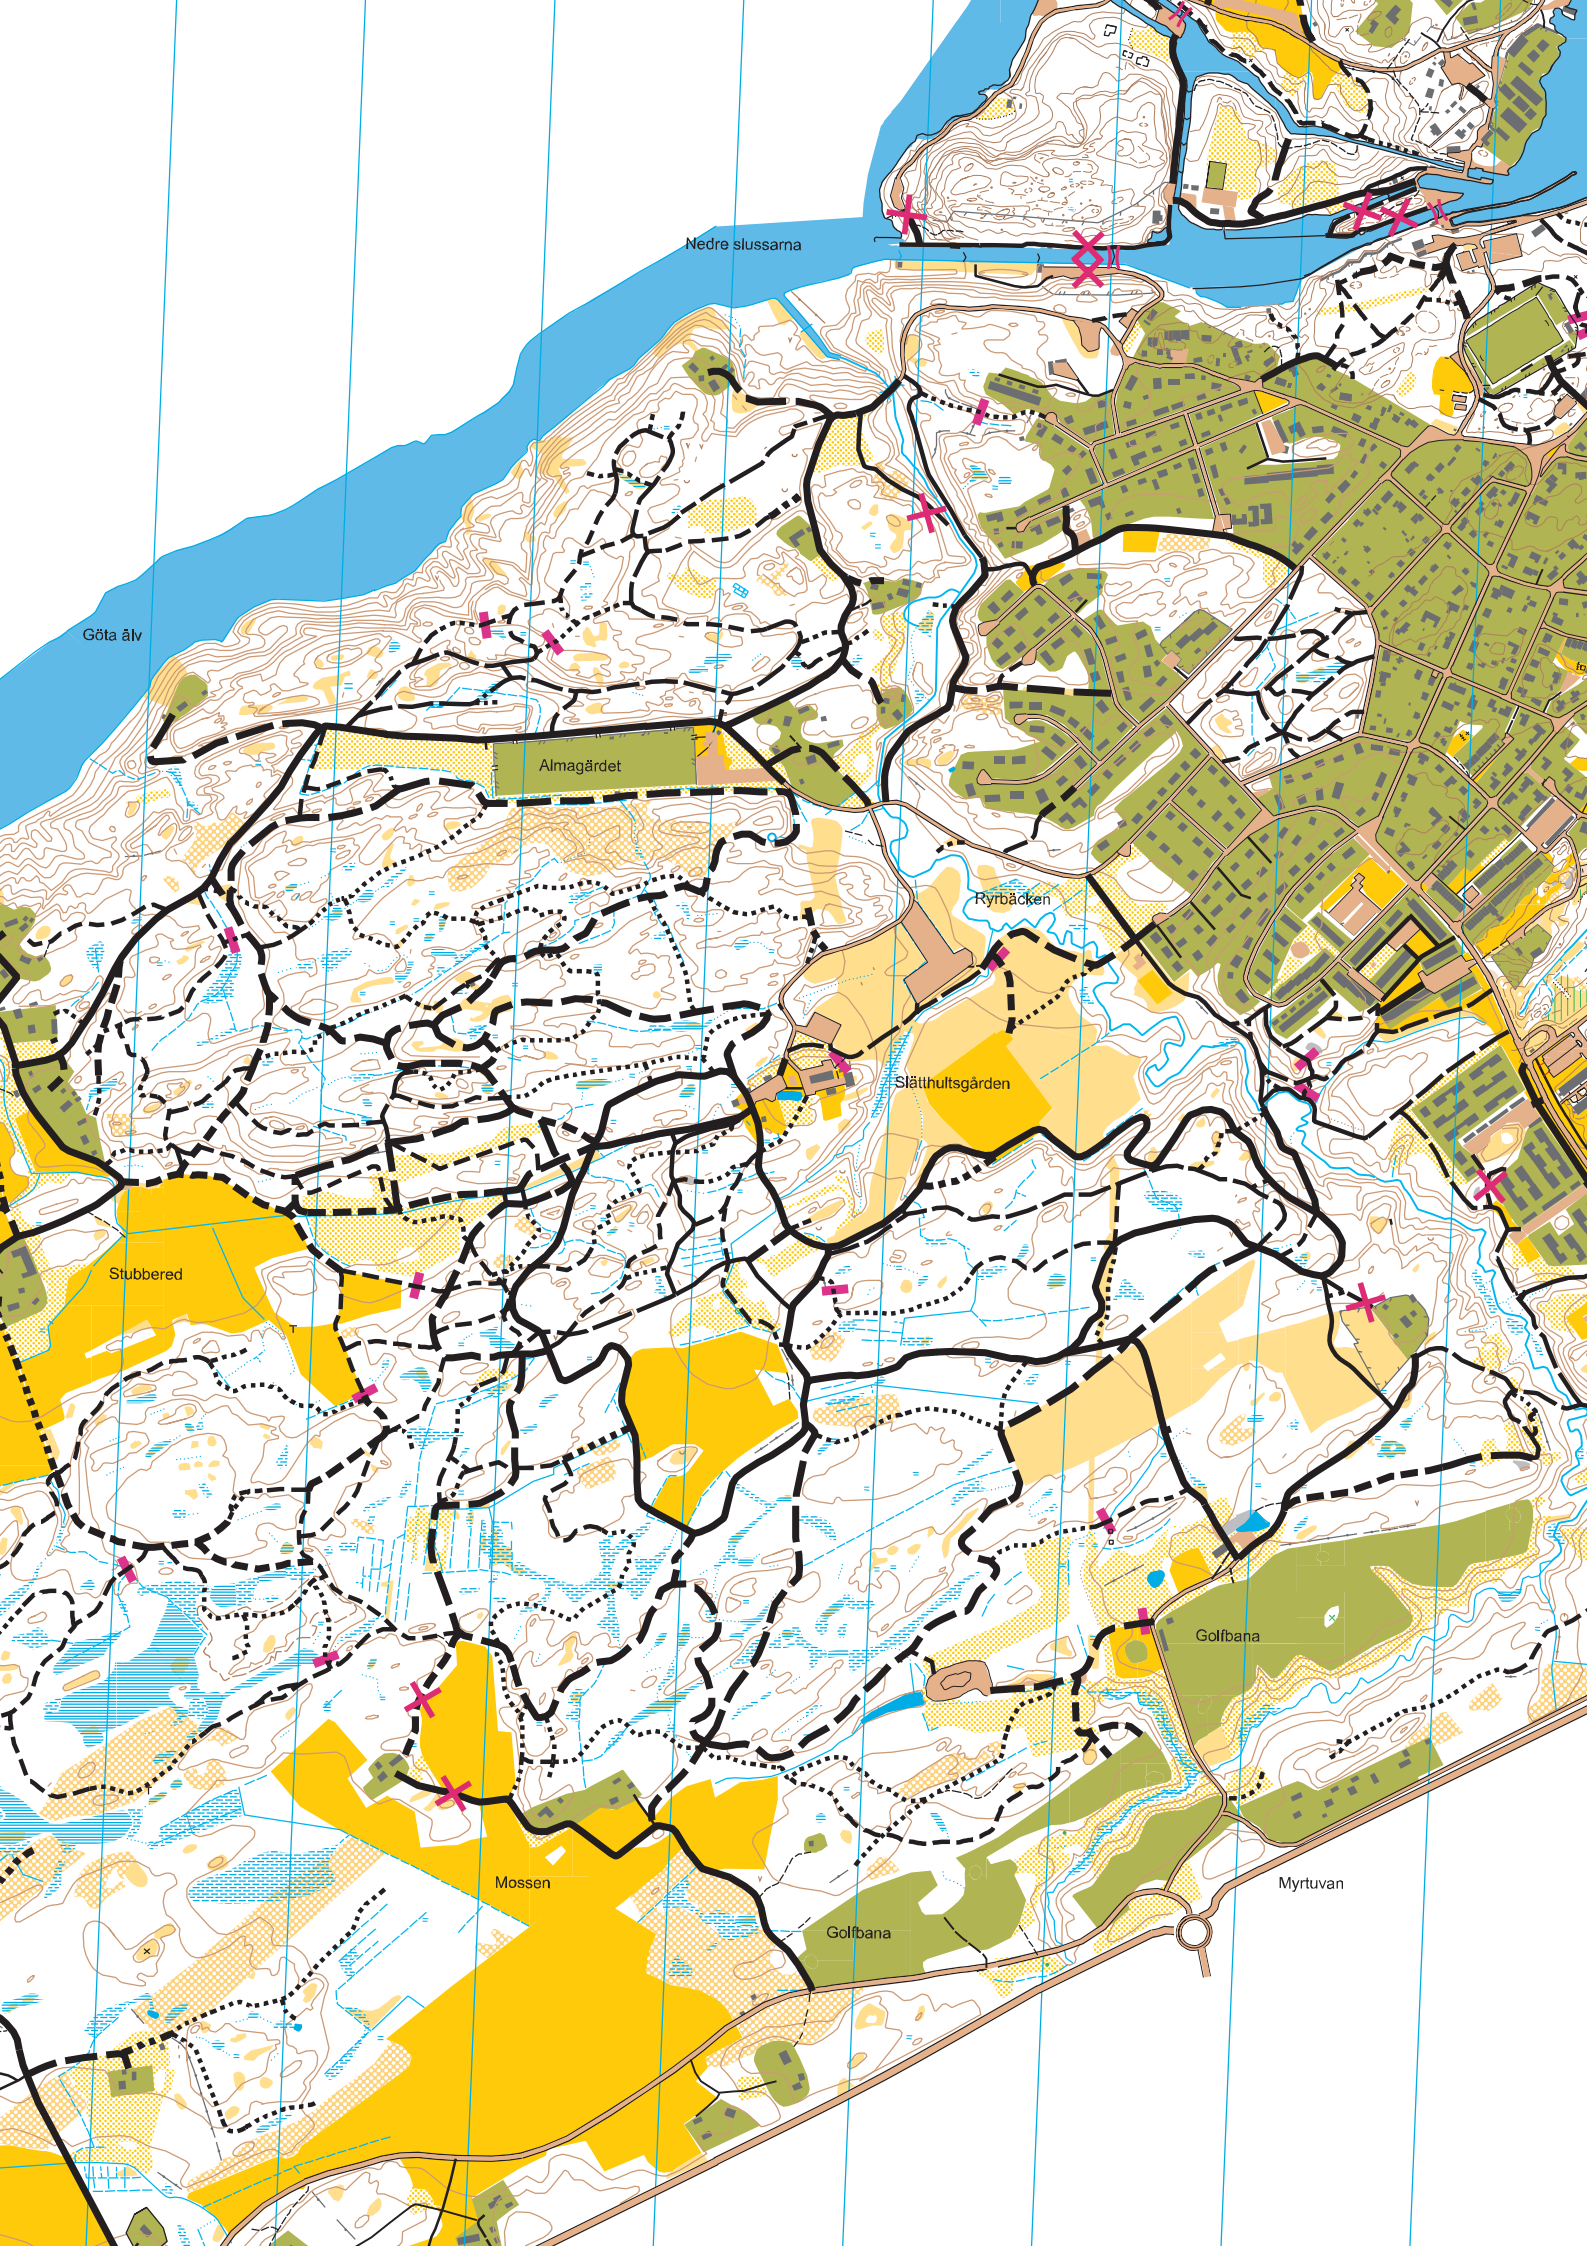 Nedre slussarna
Göta älv
Almagärdet
Ryrbäcken
Slätthultsgården
Stubbered
Golfbana
Mossen
Myrtuvan
Golfbana